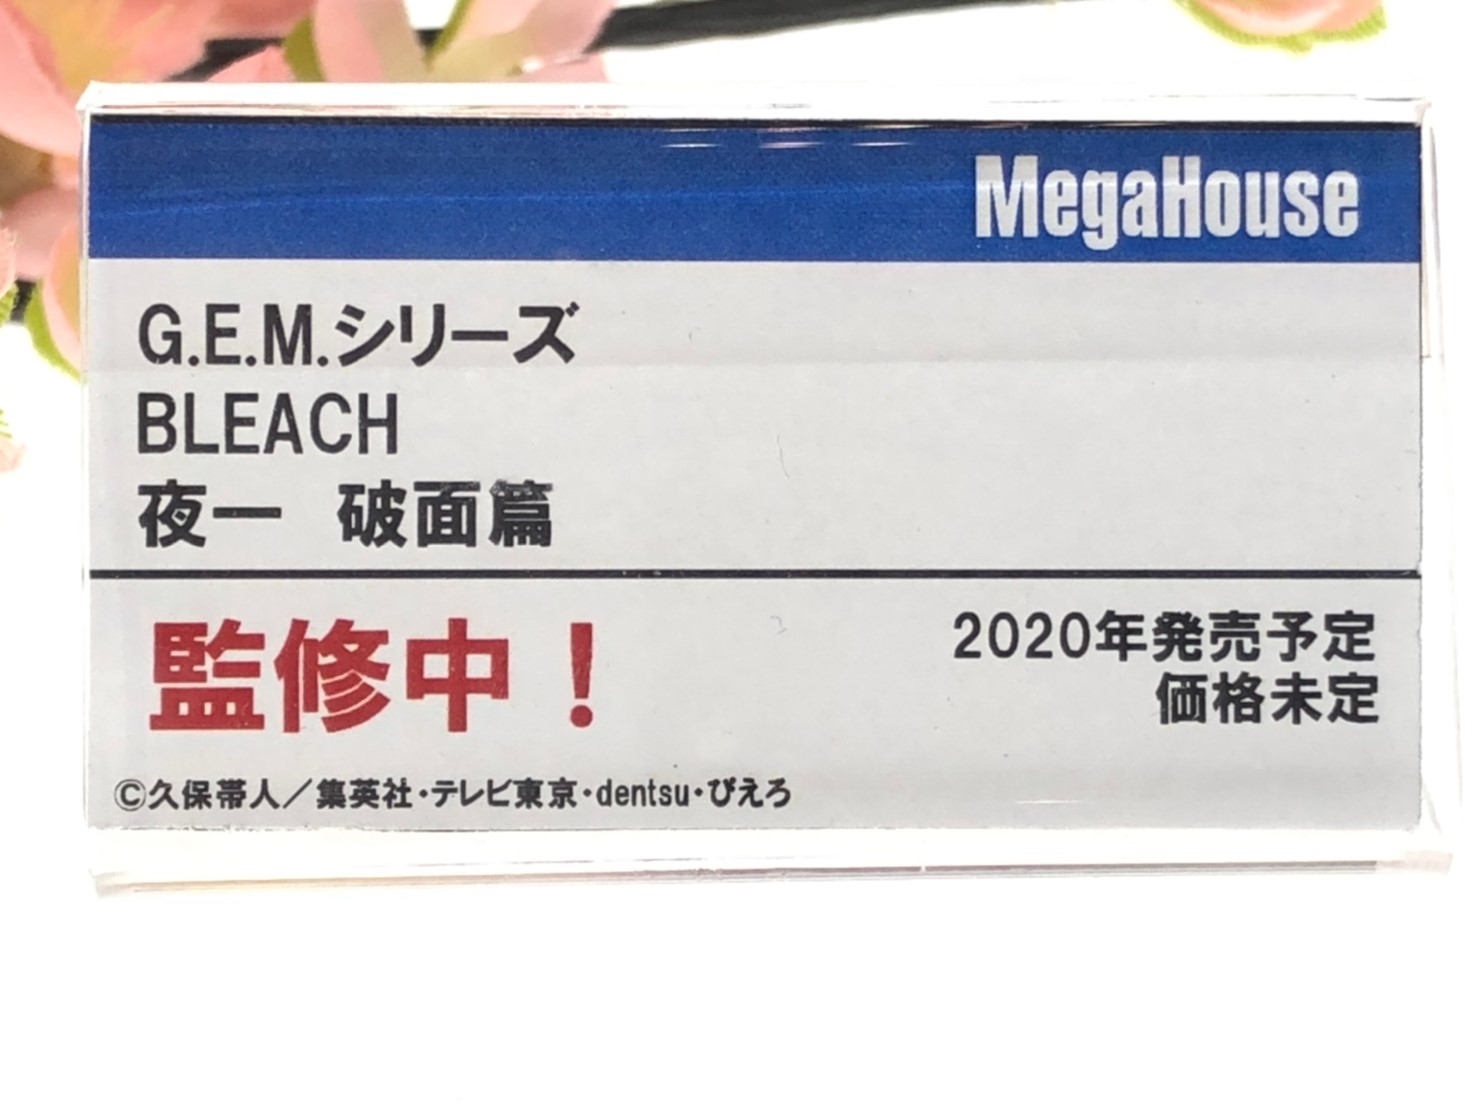 MegaHouse
G.E.M.シリーズ
BLEACH
夜一　破面篇
監修中！
2020年発売予定
価格未定
©久保帯人／集英社・テレビ東京・dentsu・ぴえろ